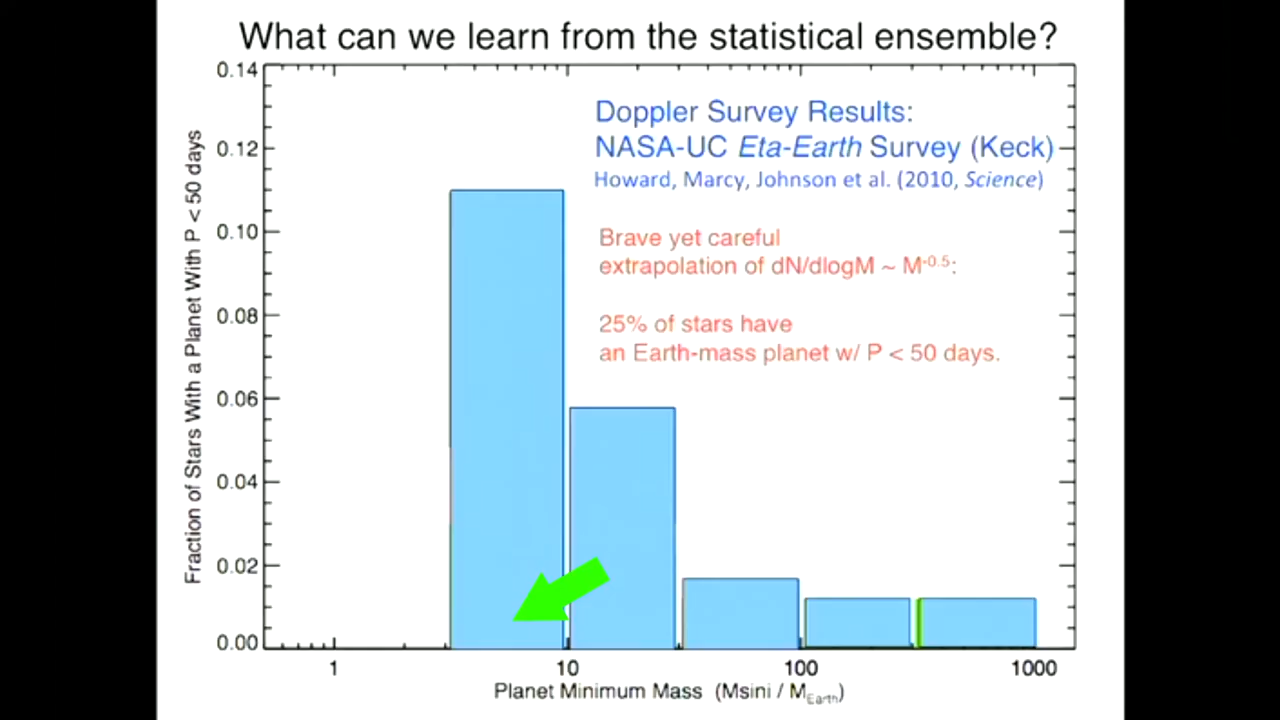 What can we learn from the statistical ensemble?
Fraction of Stars With a Planet With P < 50 days
0.14
0.12
0.10
0.08
0.06
0.04
0.02
0.00
Doppler Survey Results:
NASA-UC Eta-Earth Survey (Keck)
Howard, Marcy, Johnson et al. (2010, Science)
Brave yet careful
extrapolation of dN/dlogM ~ M^-0.5:
25% of stars have
an Earth-mass planet w/ P < 50 days.
1 10 100 1000
Planet Minimum Mass (Msini / M_Earth)